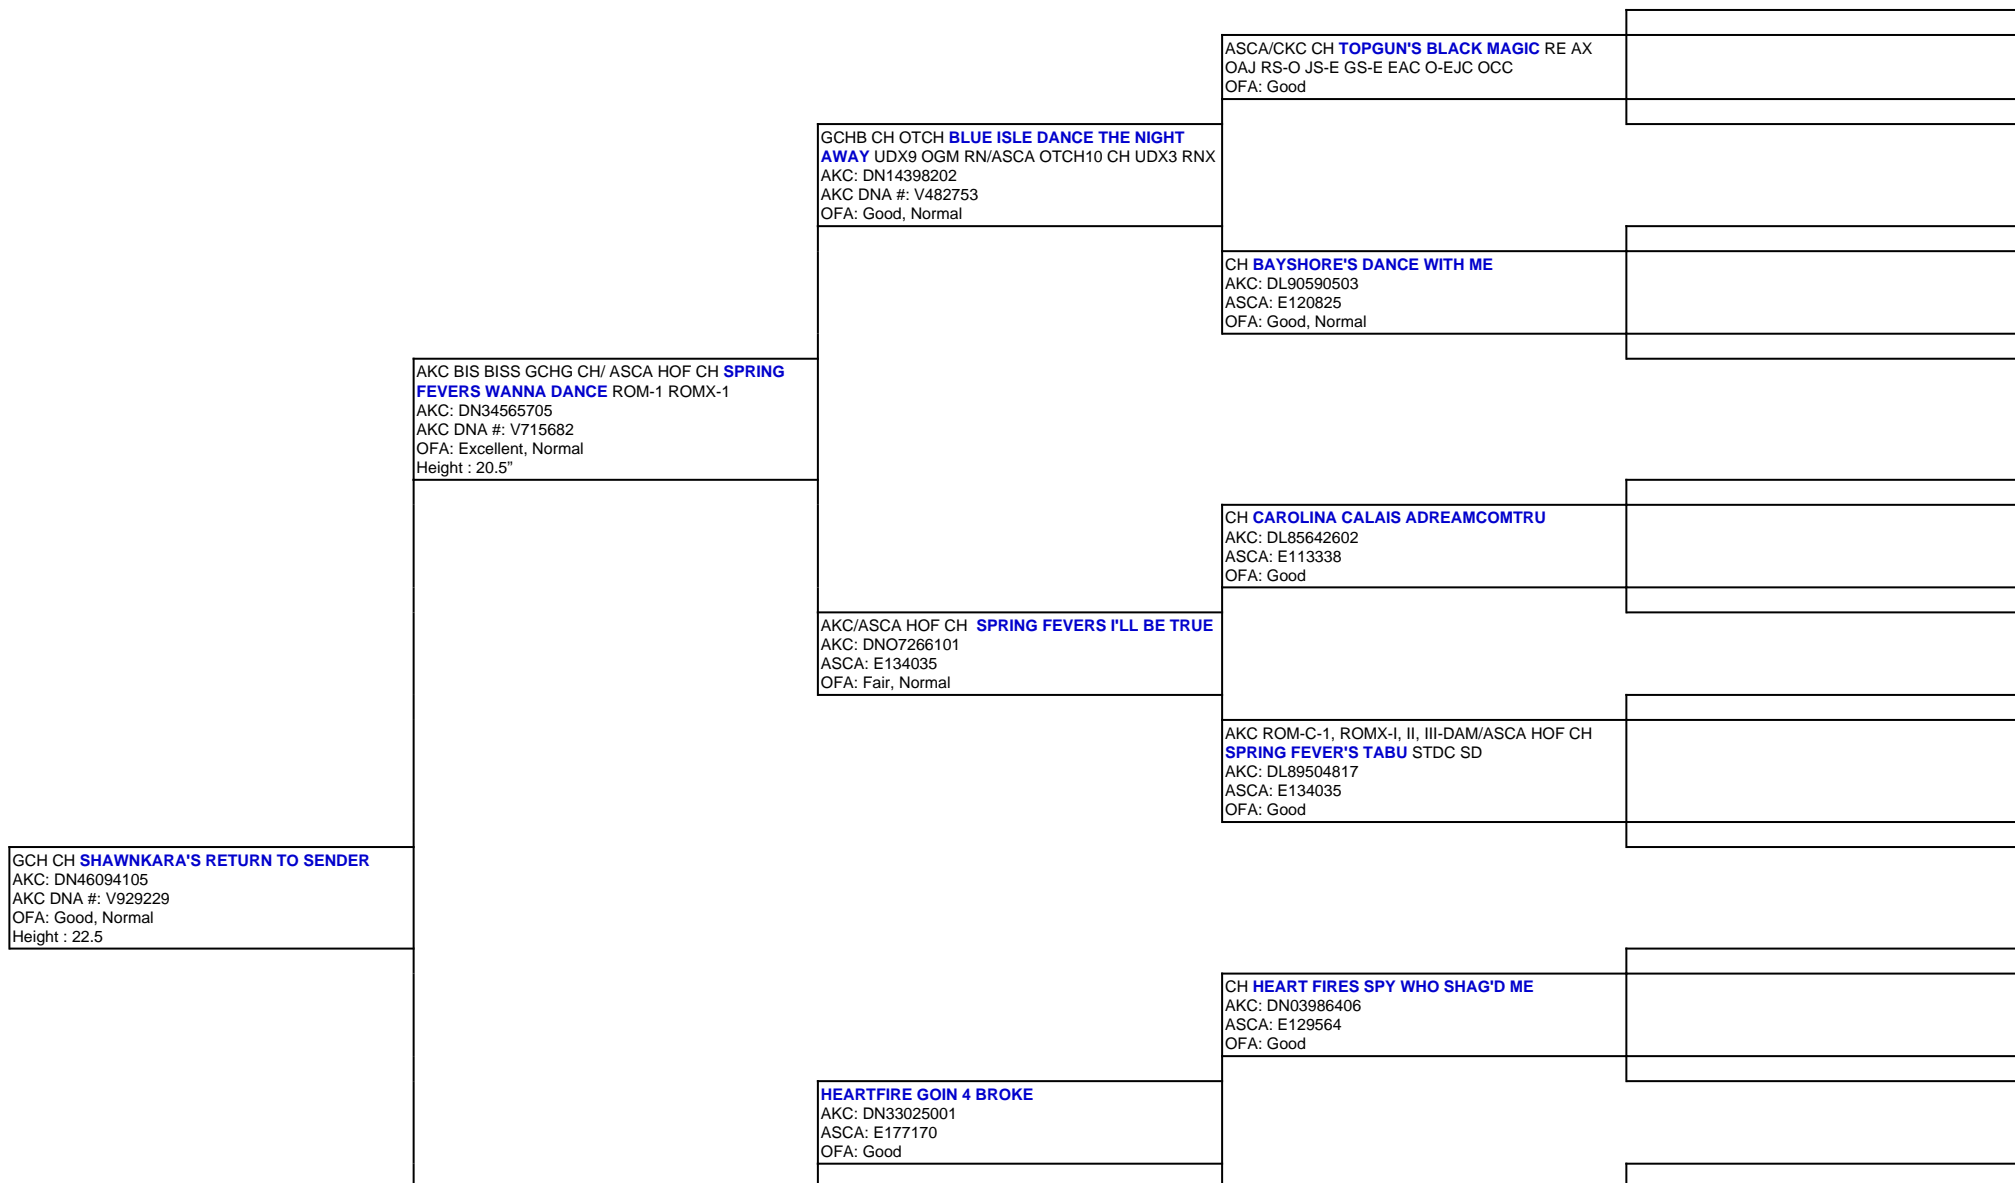 ASCA/CKC CH TOPGUN'S BLACK MAGIC RE AX
OAJ RS-O JS-E GS-E EAC O-EJC OCC
OFA: Good
GCHB CH OTCH BLUE ISLE DANCE THE NIGHT
AWAY UDX9 OGM RN/ASCA OTCH10 CH UDX3 RNX
AKC: DN14398202
AKC DNA #: V482753
OFA: Good, Normal
CH BAYSHORE'S DANCE WITH ME
AKC: DL90590503
ASCA: E120825
OFA: Good, Normal
AKC BIS BISS GCHG CH/ ASCA HOF CH SPRING
FEVERS WANNA DANCE ROM-1 ROMX-1
AKC: DN34565705
AKC DNA #: V715682
OFA: Excellent, Normal
Height : 20.5”
CH CAROLINA CALAIS ADREAMCOMTRU
AKC: DL85642602
ASCA: E113338
OFA: Good
AKC/ASCA HOF CH  SPRING FEVERS I'LL BE TRUE
AKC: DNO7266101
ASCA: E134035
OFA: Fair, Normal
AKC ROM-C-1, ROMX-I, II, III-DAM/ASCA HOF CH
SPRING FEVER'S TABU STDC SD
AKC: DL89504817
ASCA: E134035
OFA: Good
GCH CH SHAWNKARA'S RETURN TO SENDER
AKC: DN46094105
AKC DNA #: V929229
OFA: Good, Normal
Height : 22.5
CH HEART FIRES SPY WHO SHAG'D ME
AKC: DN03986406
ASCA: E129564
OFA: Good
HEARTFIRE GOIN 4 BROKE
AKC: DN33025001
ASCA: E177170
OFA: Good